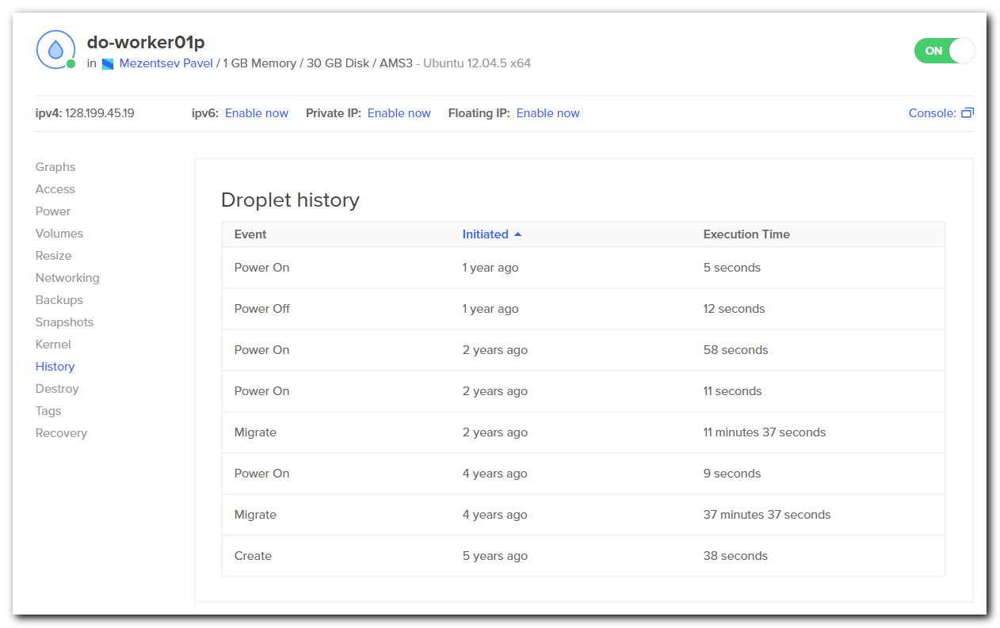 do-worker01p
in Mezentsev Pavel / 1 GB Memory / 30 GB Disk / AMS3 - Ubuntu 12.04.5 x64
ON
ipv4: 128.199.45.19 ipv6: Enable now Private IP: Enable now Floating IP: Enable now Console:
Graphs
Access
Power
Volumes
Resize
Networking
Backups
Snapshots
Kernel
History
Destroy
Tags
Recovery
Droplet history
Event Initiated Execution Time
Power On 1 year ago 5 seconds
Power Off 1 year ago 12 seconds
Power On 2 years ago 58 seconds
Power On 2 years ago 11 seconds
Migrate 2 years ago 11 minutes 37 seconds
Power On 4 years ago 9 seconds
Migrate 4 years ago 37 minutes 37 seconds
Create 5 years ago 38 seconds